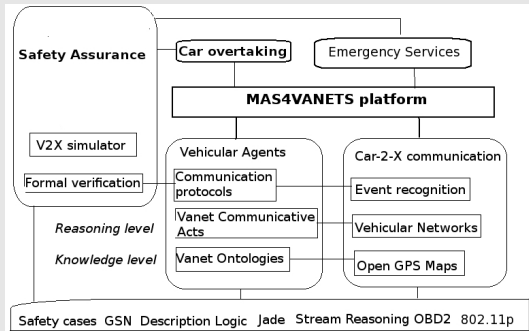 Safety Assurance
Car overtaking
Emergency Services
MAS4VANETS platform
V2X simulator
Formal verification
Vehicular Agents
Communication
protocols
Vanet Communicative
Acts
Vanet Ontologies
Car-2-X communication
Event recognition
Vehicular Networks
Open GPS Maps
Reasoning level
Knowledge level
Safety cases GSN Description Logic Jade Stream Reasoning OBD2 802.11p